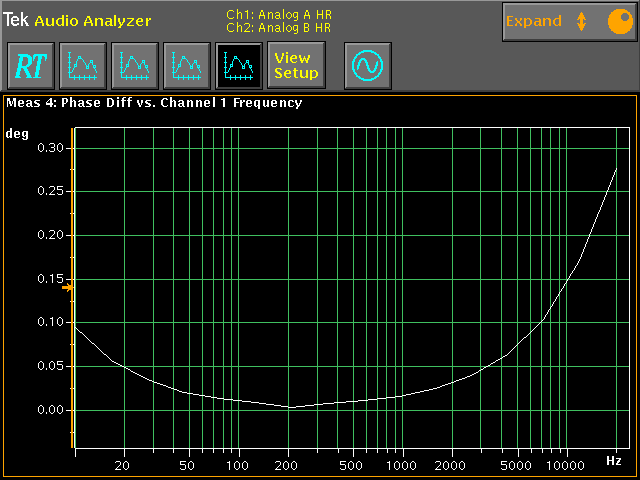 Tek Audio Analyzer
Ch1: Analog A HR
Ch2: Analog B HR
Expand
RT
View
Setup
Meas 4: Phase Diff vs. Channel 1 Frequency
deg
0.30
0.25
0.20
0.15
0.10
0.05
0.00
20 50 100 200 500 1000 2000 5000 10000 Hz